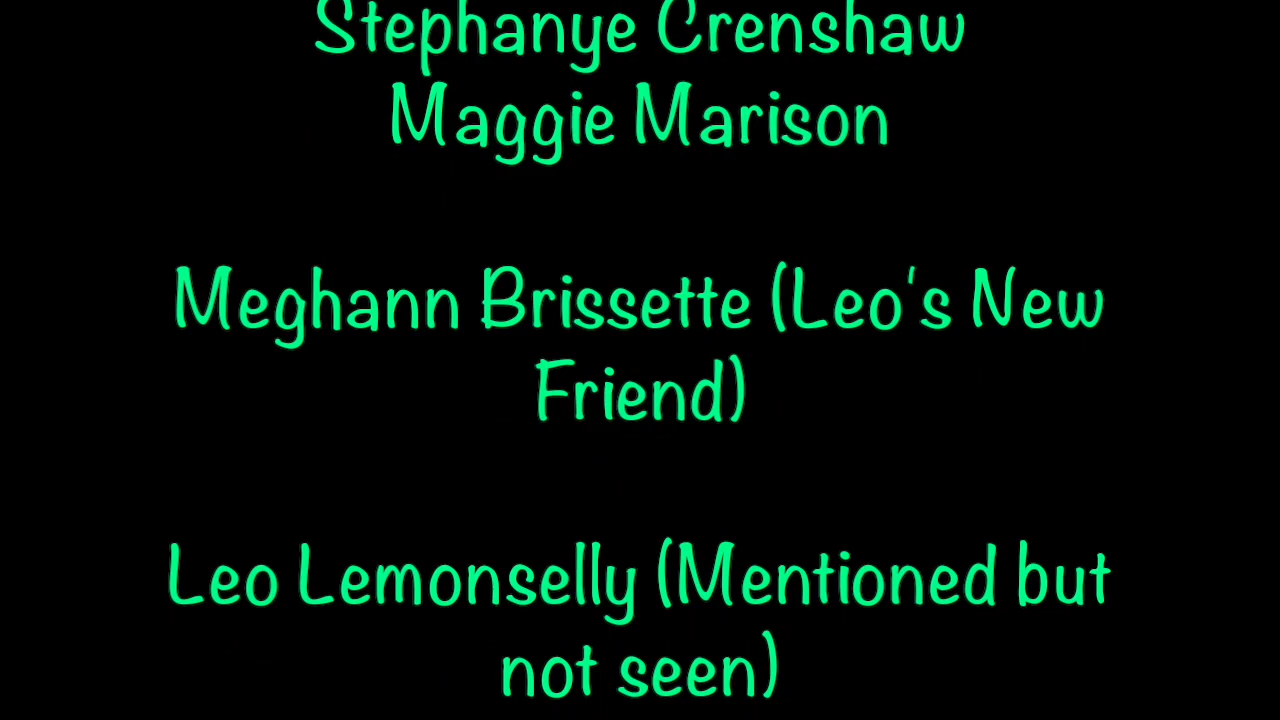 Stephanye Crenshaw
Maggie Marison
Meghann Brissette (Leo's New
Friend)
Leo Lemonselly (Mentioned but
not seen)